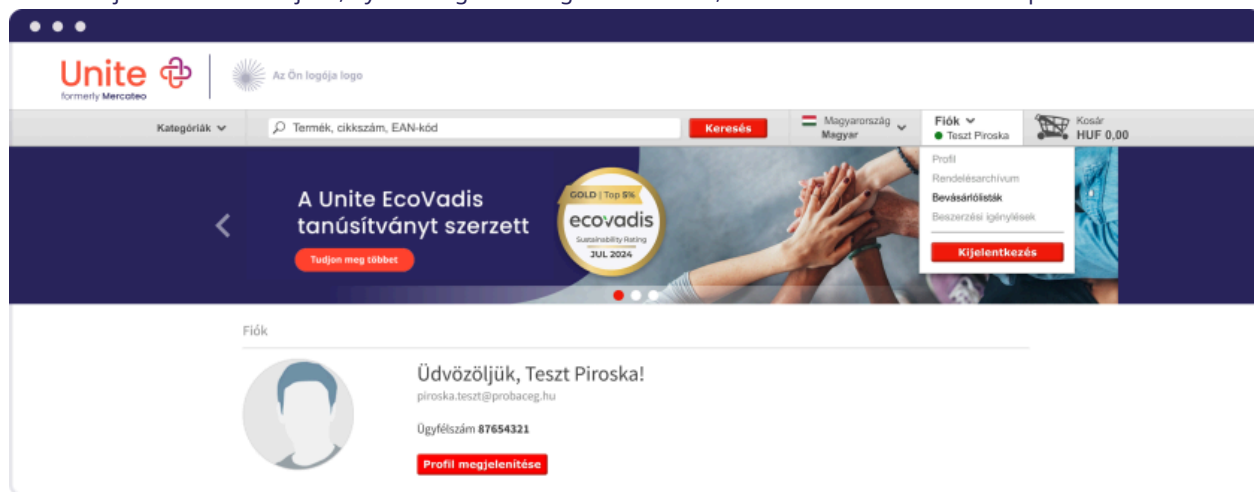 Unite
formerly Mercateo
Az Ön logója logo
Kategóriák
Termék, cikkszám, EAN-kód
Keresés
Magyarország
Magyar
Fiók
Teszt Piroska
Kosár
HUF 0,00
Profil
Rendelésarchívum
Bevásárlólisták
Beszerzési igénylések
Kijelentkezés
A Unite EcoVadis
tanúsítványt szerzett
Tudjon meg többet
GOLD | Top 5%
ecovadis
Sustainability Rating
JUL 2024
Fiók
Üdvözöljük, Teszt Piroska!
piroska.teszt@probaceg.hu
Ügyfélszám 87654321
Profil megjelenítése